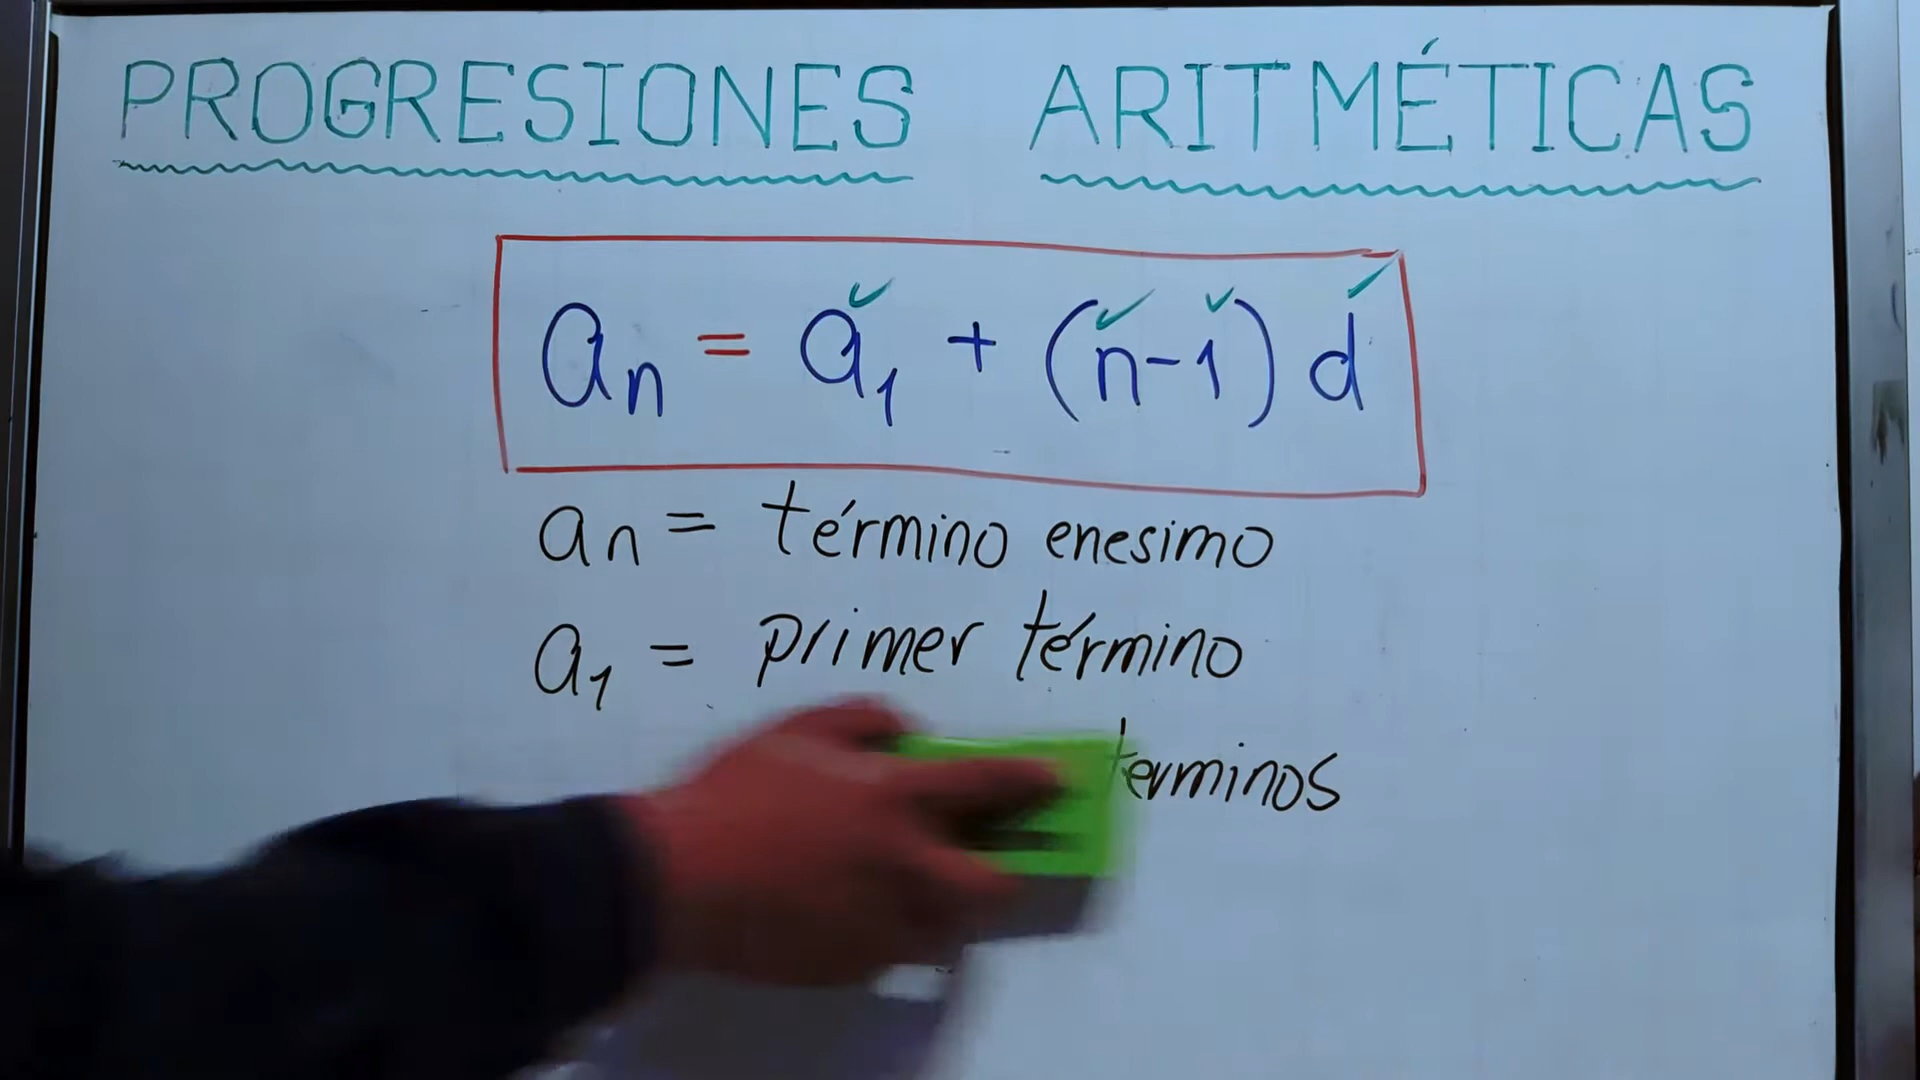 PROGRESIONES ARITMÉTICAS
an = a1 + (n-1) d
an = término enesimo
a1 = primer término
terminos